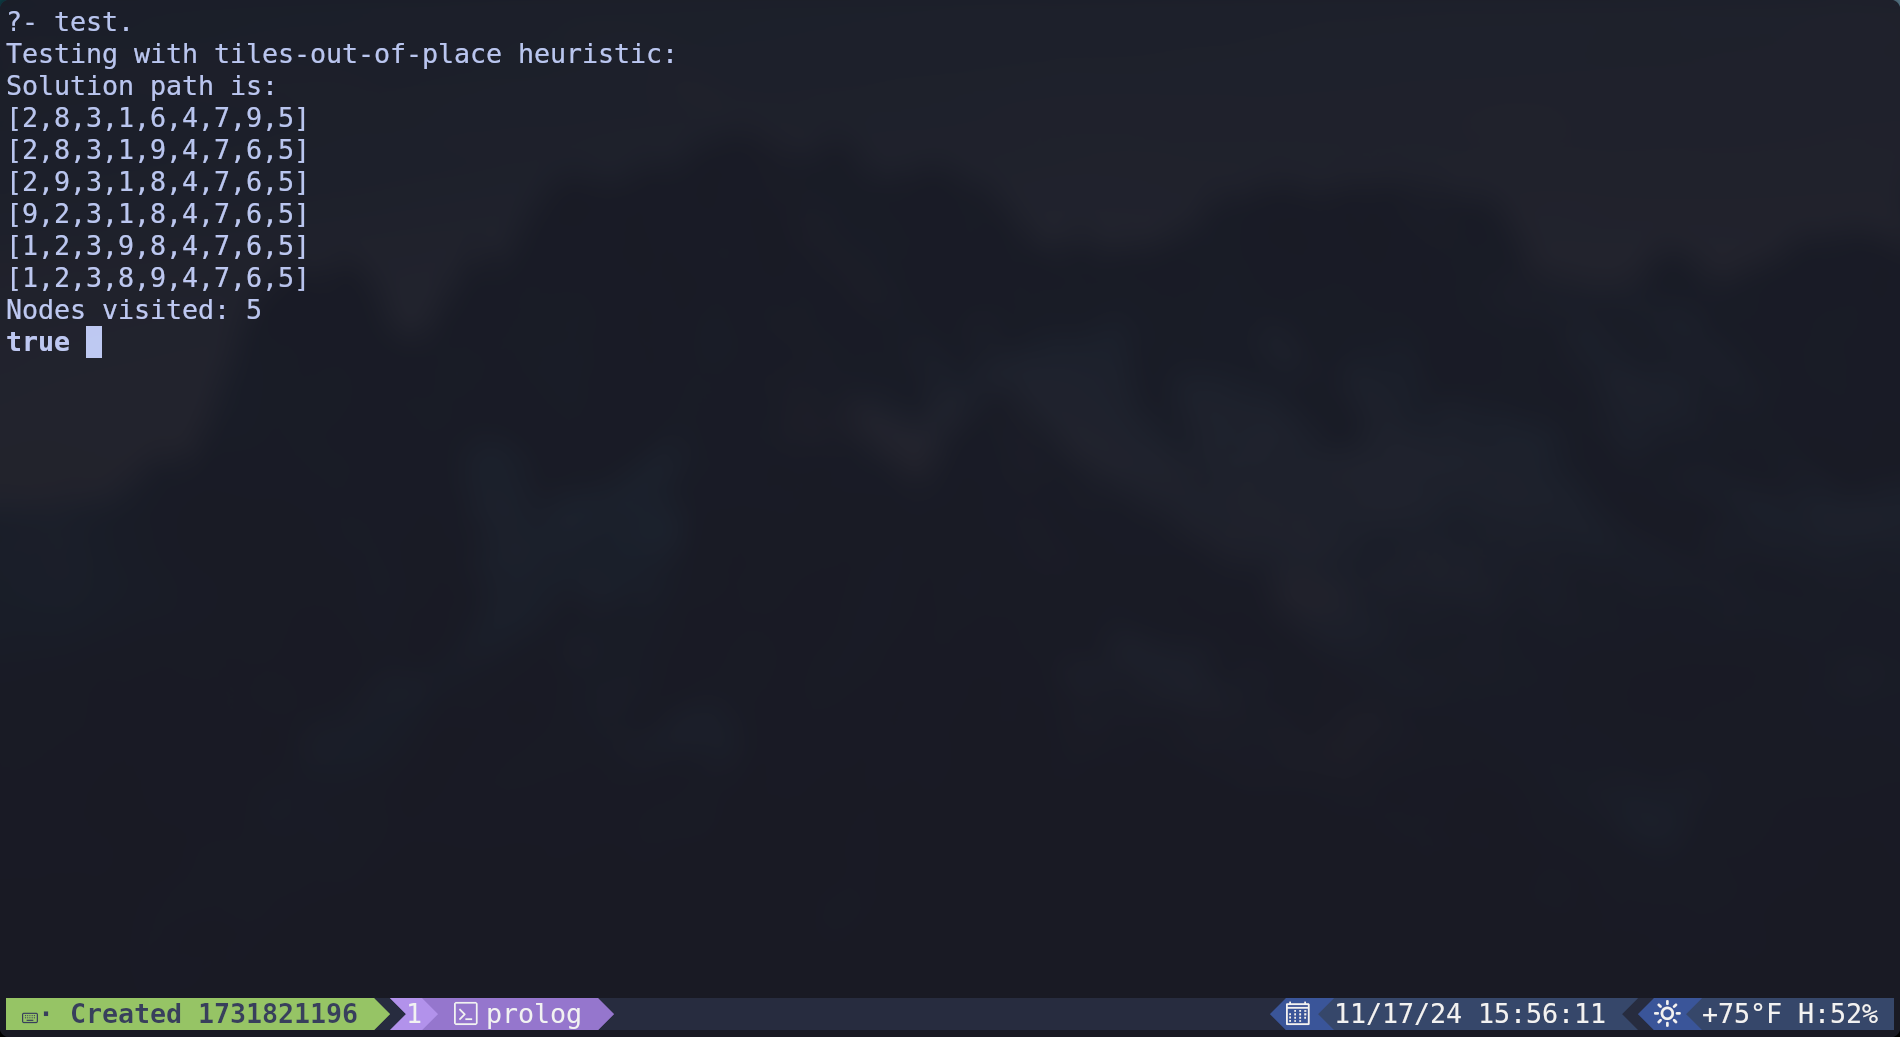 ?- test.
Testing with tiles-out-of-place heuristic:
Solution path is:
[2,8,3,1,6,4,7,9,5]
[2,8,3,1,9,4,7,6,5]
[2,9,3,1,8,4,7,6,5]
[9,2,3,1,8,4,7,6,5]
[1,2,3,9,8,4,7,6,5]
[1,2,3,8,9,4,7,6,5]
Nodes visited: 5
true
· Created 1731821196 1 prolog 11/17/24 15:56:11 +75°F H:52%